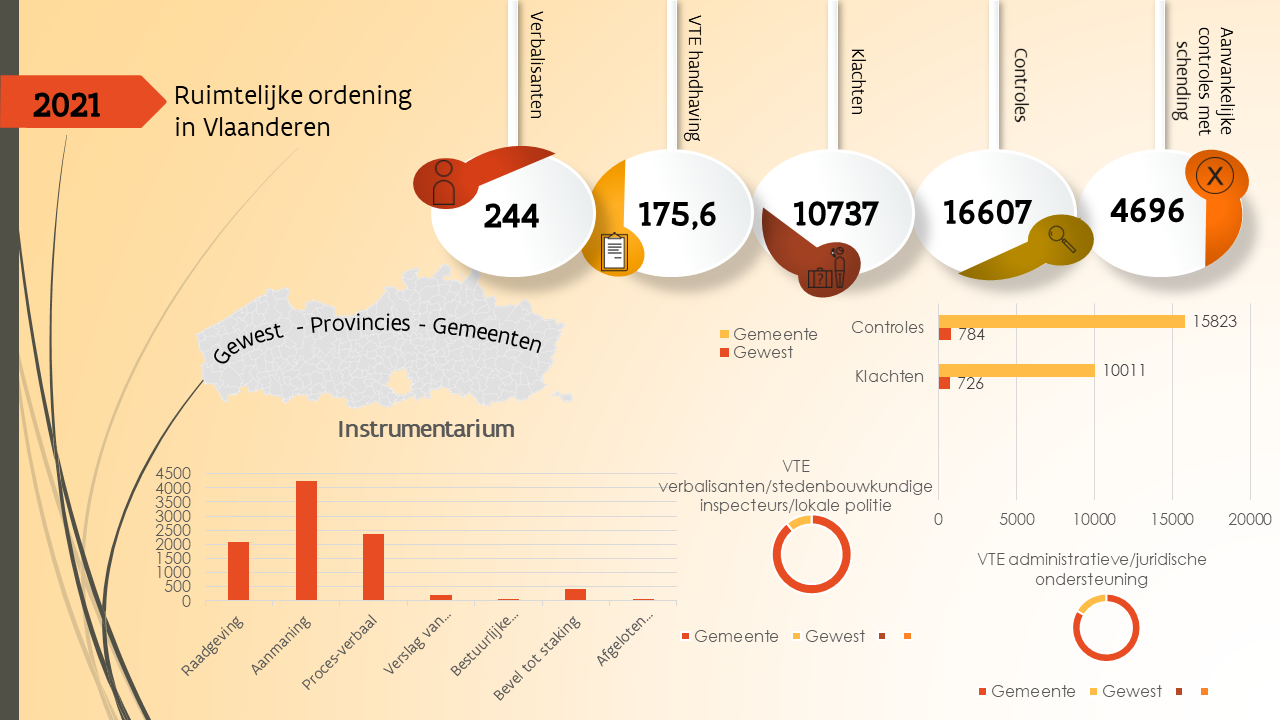 2021
Ruimtelijke ordening
in Vlaanderen
Verbalisanten
VTE handhaving
Klachten
Controles
Aanvankelijke
controles met
schending
244
175,6
10737
16607
4696
X
?
Gewest - Provincies - Gemeenten
Gemeente
Gewest
Controles
Klachten
15823
784
10011
726
0 5000 10000 15000 20000
Instrumentarium
4500
4000
3500
3000
2500
2000
1500
1000
500
0
Raadgeving
Aanmaning
Proces-verbaal
Verslag van...
Bestuurlijke...
Bevel tot staking
Afgeloten...
VTE
verbalisanten/stedenbouwkundige
inspecteurs/lokale politie
Gemeente Gewest
VTE administratieve/juridische
ondersteuning
Gemeente Gewest